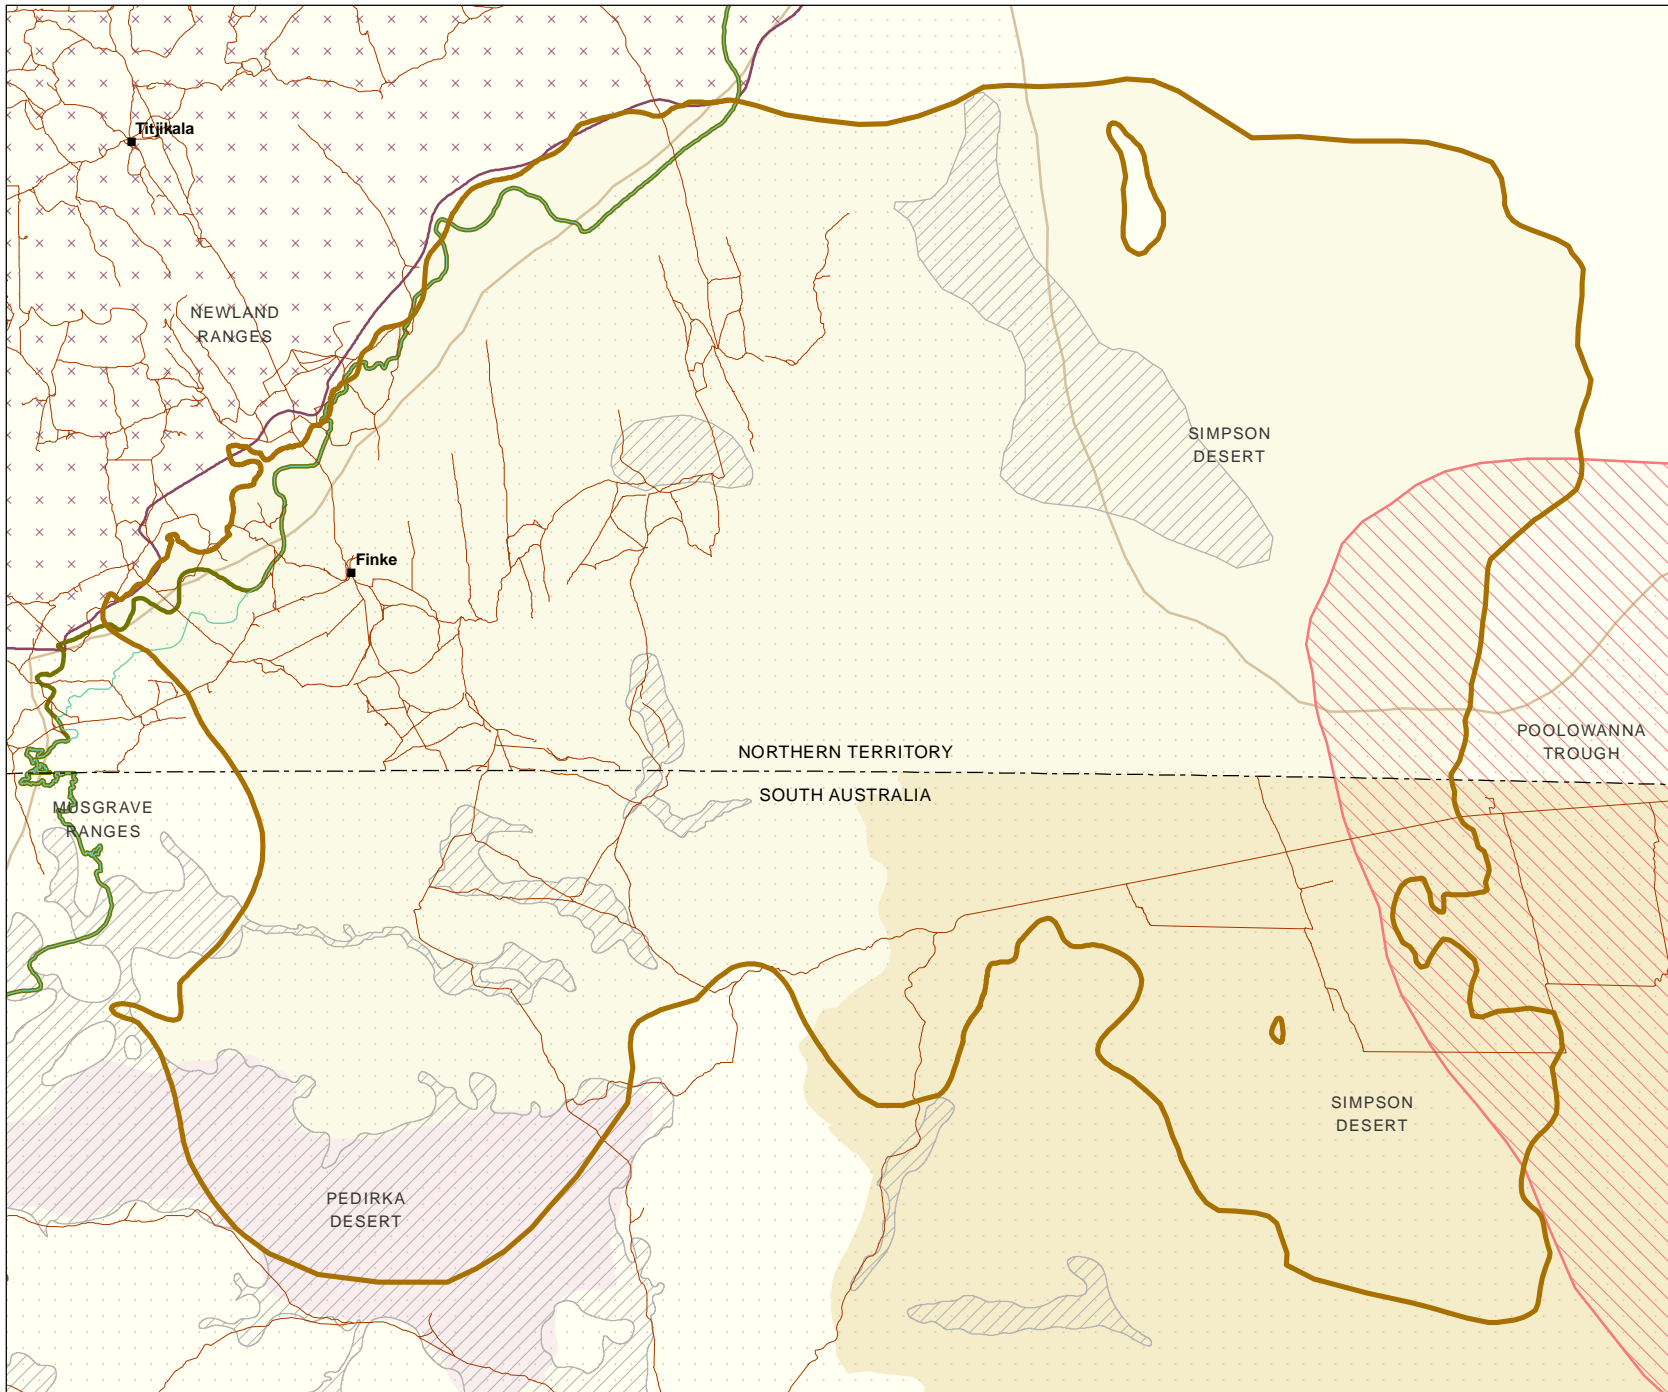 Titjikala
NEWLAND
RANGES
SIMPSON
DESERT
Finke
NORTHERN TERRITORY
POOLOWANNA
TROUGH
SOUTH AUSTRALIA
MUSGRAVE
RANGES
SIMPSON
DESERT
PEDIRKA
DESERT